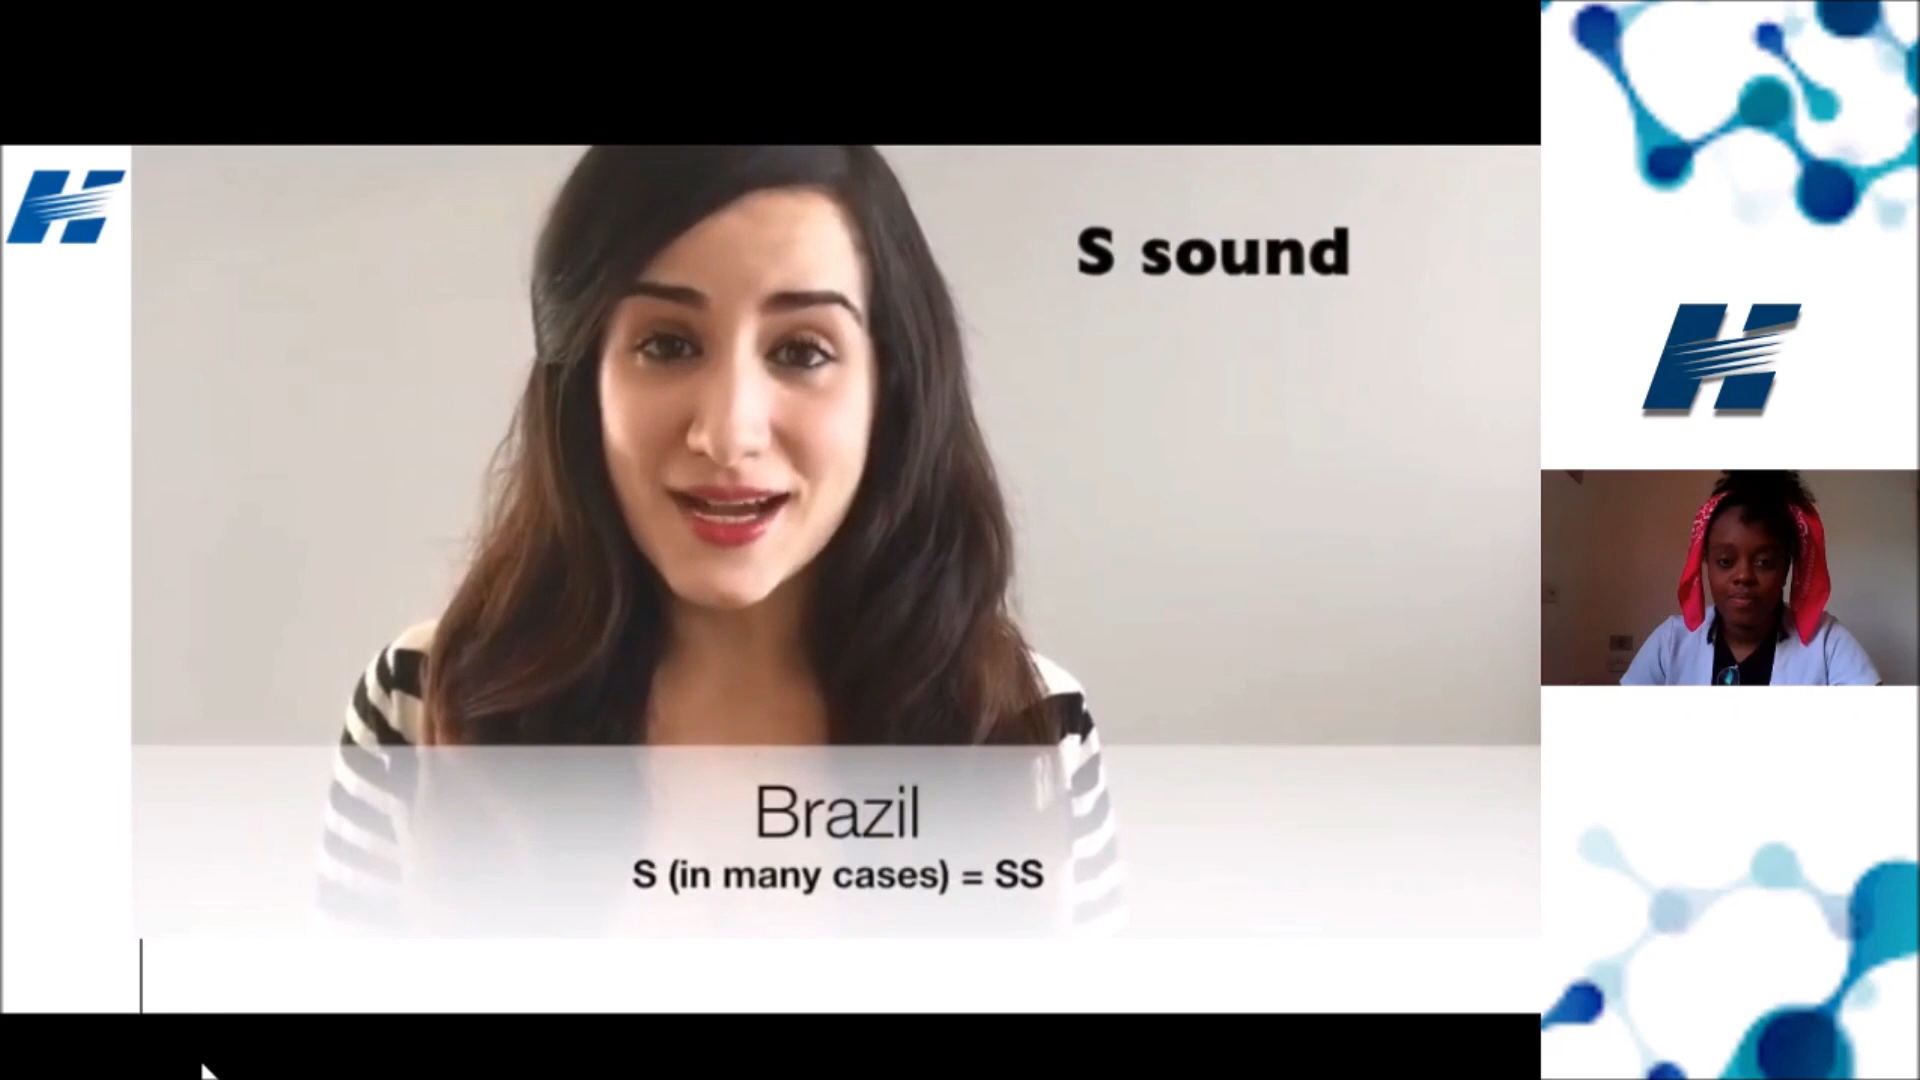 S sound
Brazil
S (in many cases) = SS